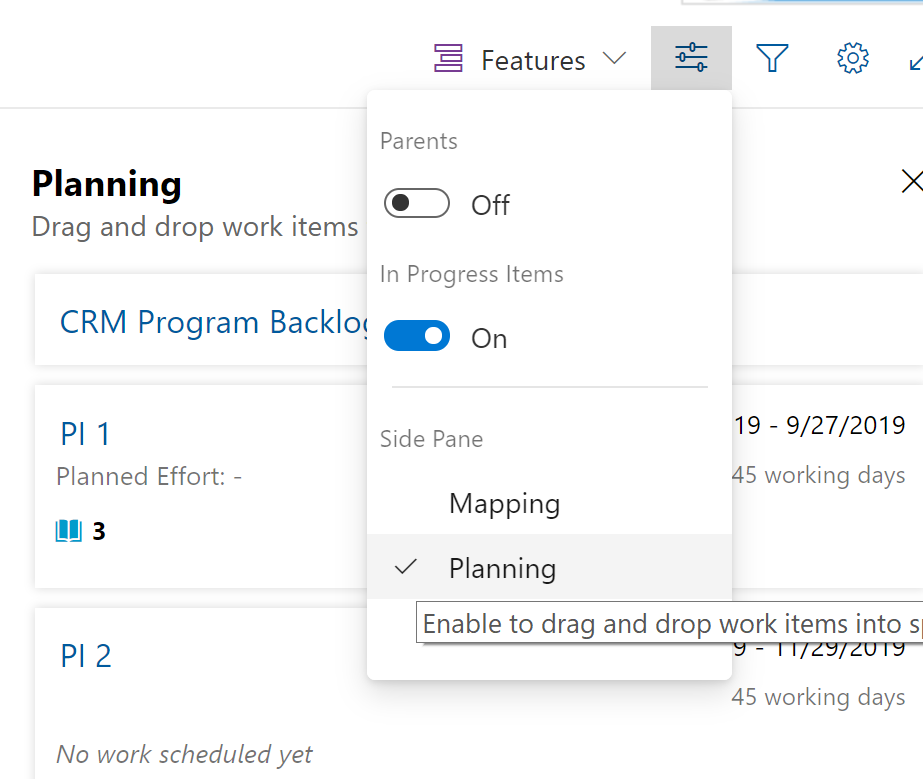 Features
Parents
Off
In Progress Items
On
Side Pane
Mapping
Planning
Enable to drag and drop work items into
Planning
Drag and drop work items
CRM Program Backlog
PI 1
19 - 9/27/2019
Planned Effort: -
45 working days
3
PI 2
9 - 11/29/2019
45 working days
No work scheduled yet